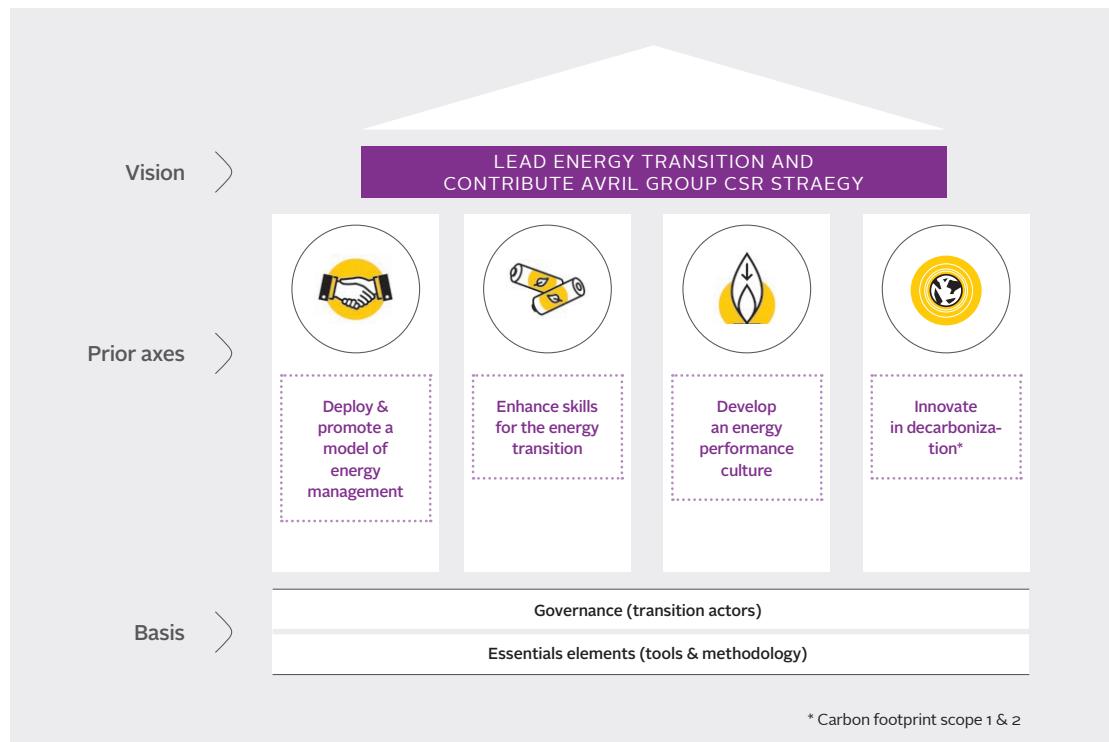 Vision
LEAD ENERGY TRANSITION AND
CONTRIBUTE AVRIL GROUP CSR STRAEGY
Prior axes
Deploy &
promote a
model of
energy
management
Enhance skills
for the energy
transition
Develop
an energy
performance
culture
Innovate
in decarboniza-
tion*
Basis
Governance (transition actors)
Essentials elements (tools & methodology)
* Carbon footprint scope 1 & 2